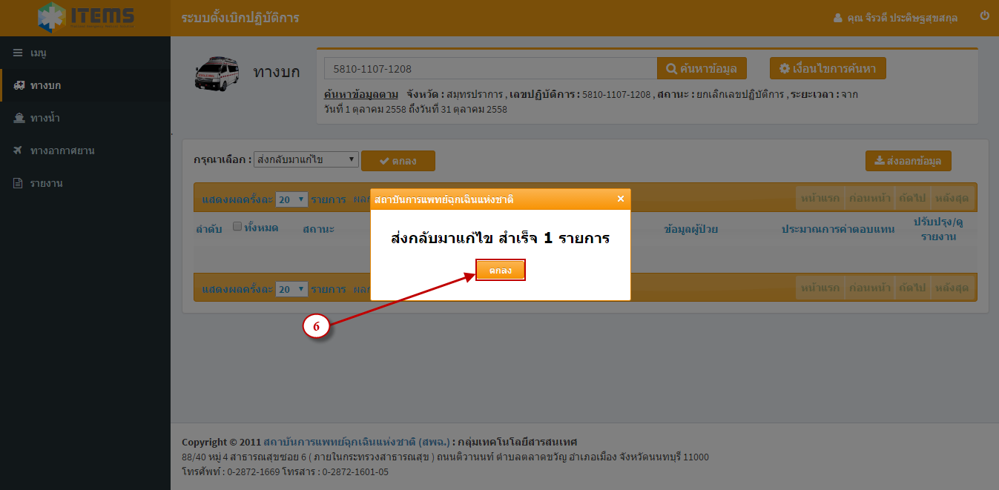 ITEMS
ระบบตั้งเบิกปฏิบัติการ
คุณ จิรวดี ประดิษฐสุขสกุล
เมนู
ทางบก
ทางน้ำ
ทางอากาศยาน
รายงาน
ทางบก
5810-1107-1208
ค้นหาข้อมูล
เงื่อนไขการค้นหา
ค้นหาข้อมูลตาม จังหวัด : สมุทรปราการ , เลขปฏิบัติการ : 5810-1107-1208 , สถานะ : ยกเลิกเลขปฏิบัติการ , ระยะเวลา : จาก
วันที่ 1 ตุลาคม 2558 ถึงวันที่ 31 ตุลาคม 2558
กรุณาเลือก : ส่งกลับมาแก้ไข ตกลง
ส่งออกข้อมูล
แสดงผลครั้งละ 20 รายการ
หน้าแรก ก่อนหน้า ถัดไป หลังสุด
ลำดับ ทั้งหมด สถานะ ข้อมูลผู้ป่วย ประมาณการค่าตอบแทน ปรับปรุง/ดู
รายงาน
สถาบันการแพทย์ฉุกเฉินแห่งชาติ ×
ส่งกลับมาแก้ไข สำเร็จ 1 รายการ
ตกลง
แสดงผลครั้งละ 20 รายการ
หน้าแรก ก่อนหน้า ถัดไป หลังสุด
6
Copyright © 2011 สถาบันการแพทย์ฉุกเฉินแห่งชาติ (สพฉ.) : กลุ่มเทคโนโลยีสารสนเทศ
88/40 หมู่ 4 สาธารณสุขซอย 6 ( ภายในกระทรวงสาธารณสุข ) ถนนติวานนท์ ตำบลตลาดขวัญ อำเภอเมือง จังหวัดนนทบุรี 11000
โทรศัพท์ : 0-2872-1669 โทรสาร : 0-2872-1601-05